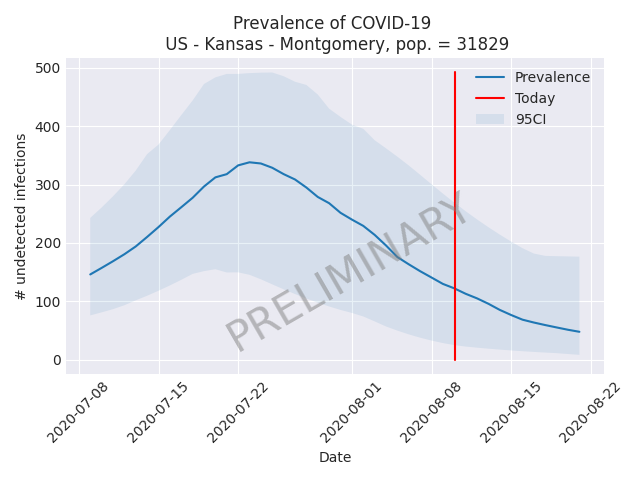 Prevalence of COVID-19
US - Kansas - Montgomery, pop. = 31829
500
400
300
200
100
0
# undetected infections
Prevalence
Today
95CI
PRELIMINARY
2020-07-08
2020-07-15
2020-07-22
2020-08-01
2020-08-08
2020-08-15
2020-08-22
Date